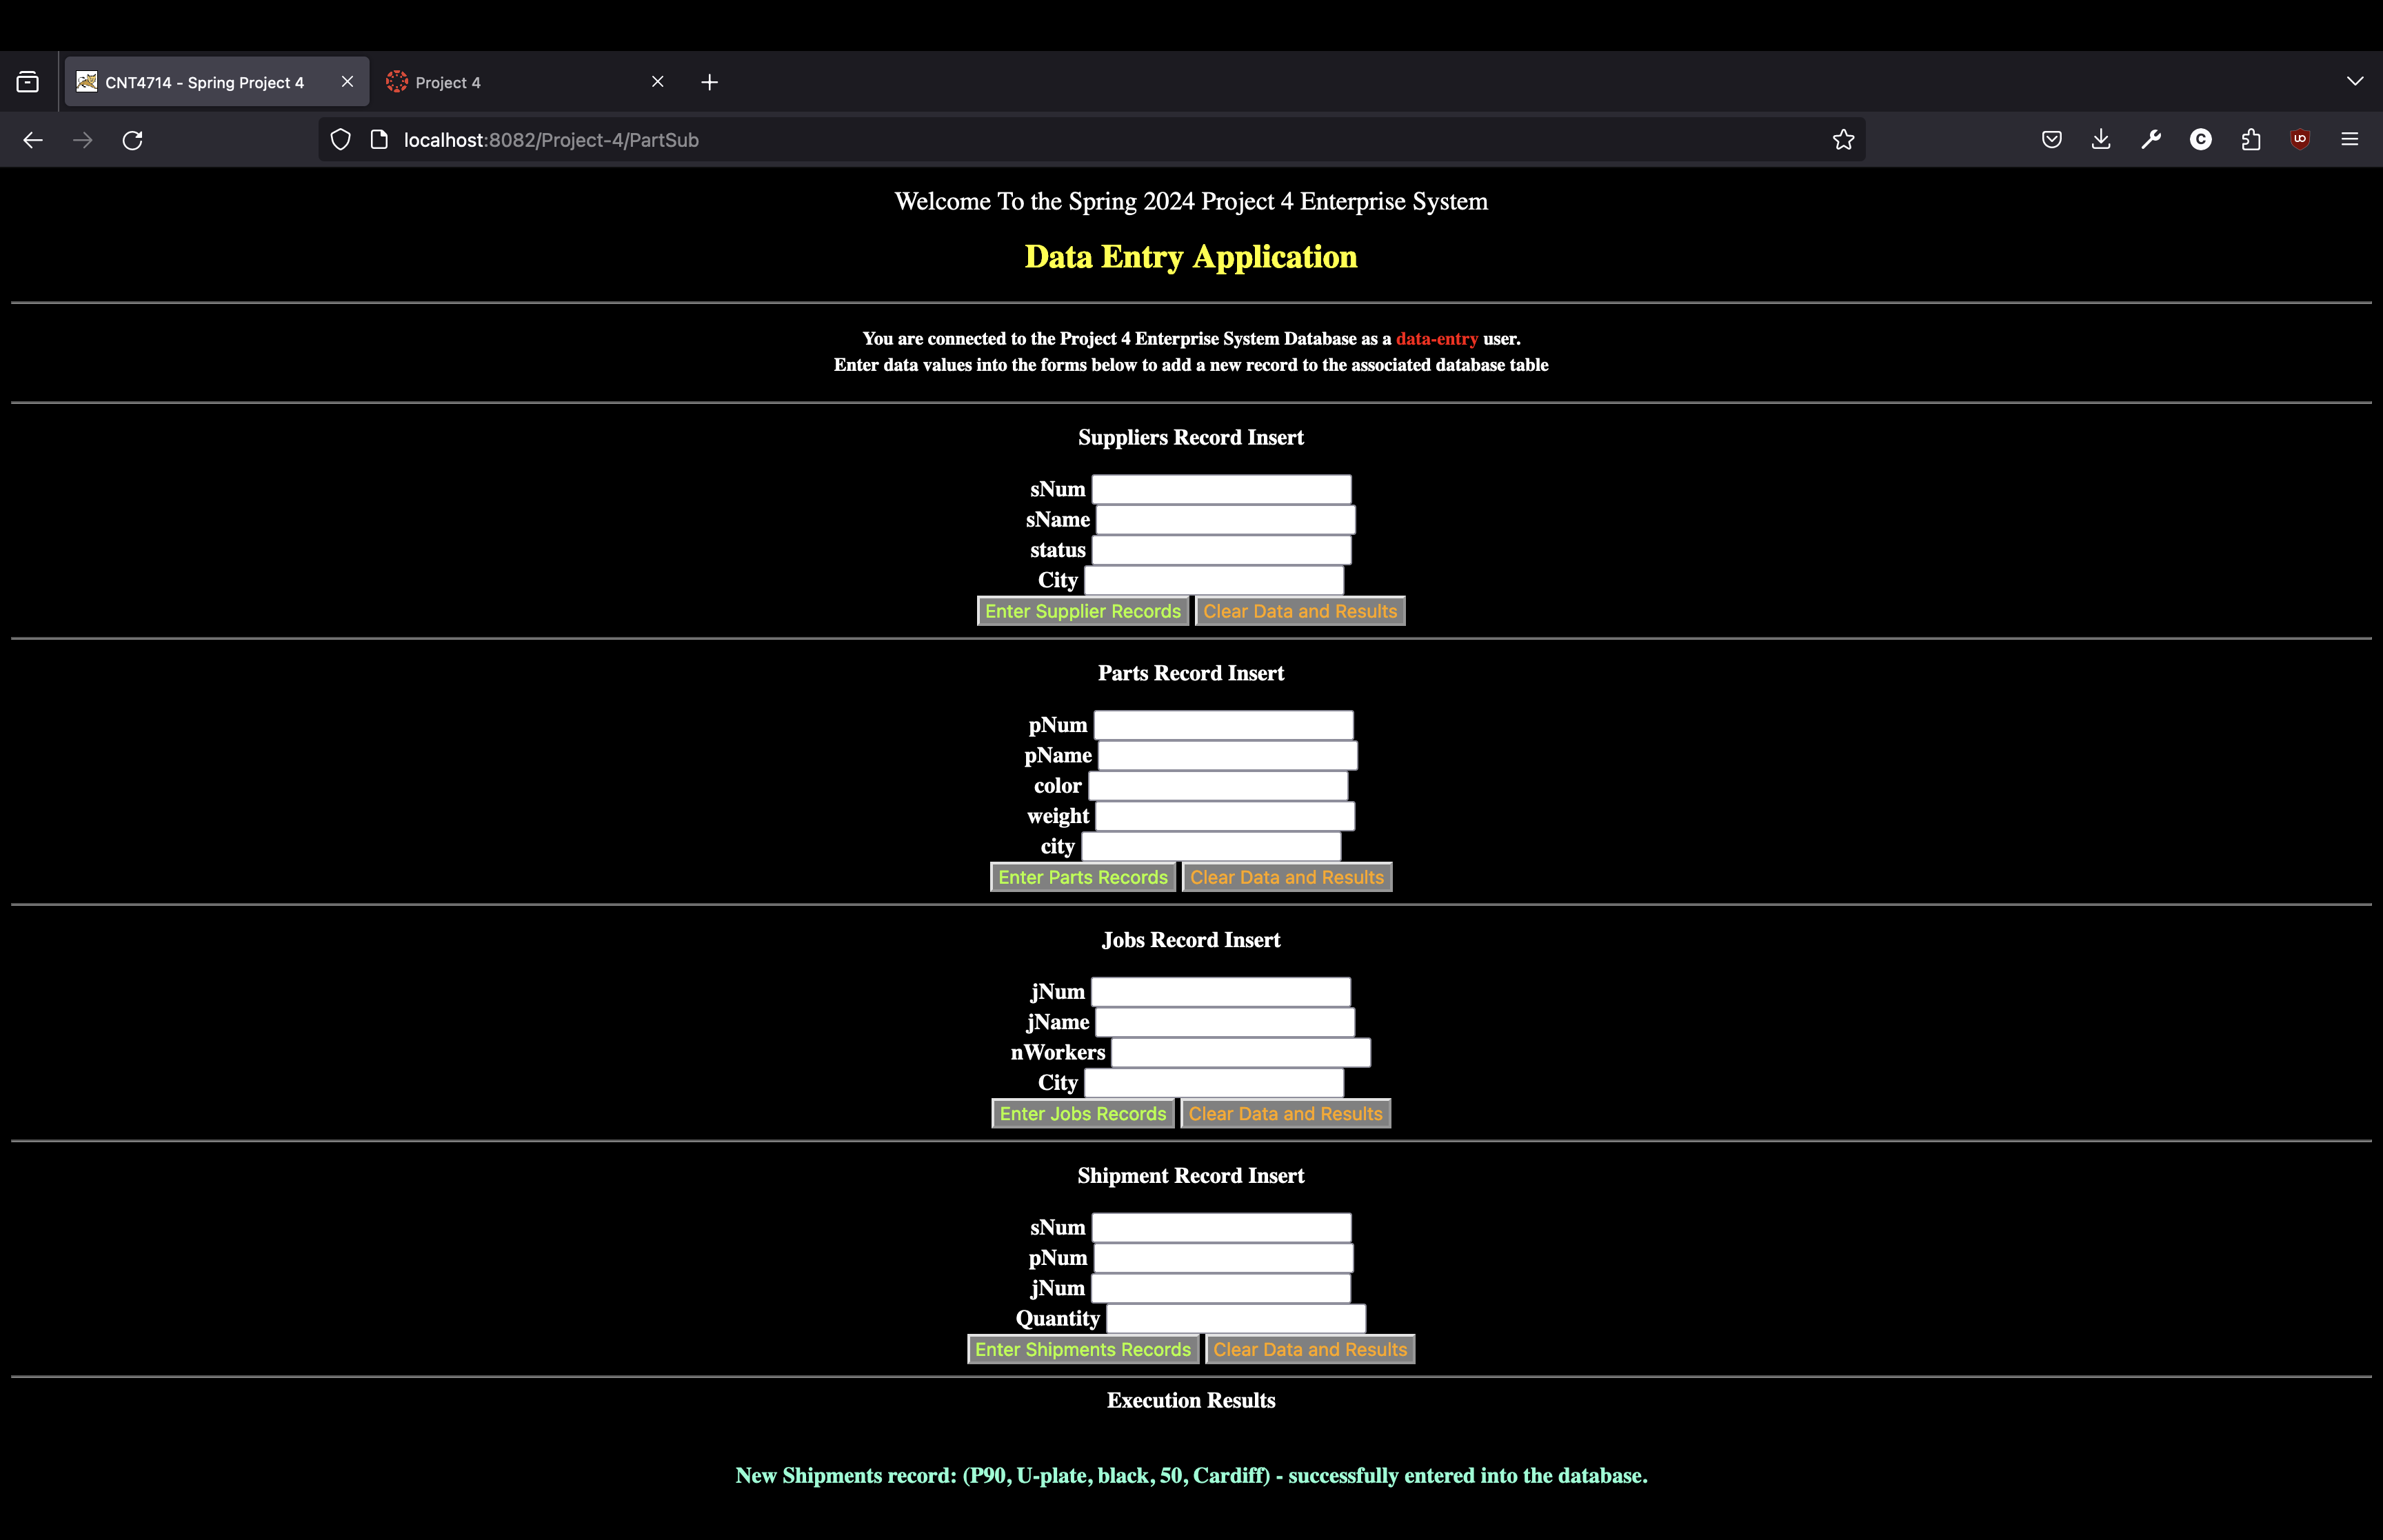 CNT4714 - Spring Project 4
Project 4
localhost:8082/Project-4/PartSub
Welcome To the Spring 2024 Project 4 Enterprise System
Data Entry Application
You are connected to the Project 4 Enterprise System Database as a data-entry user.
Enter data values into the forms below to add a new record to the associated database table
Suppliers Record Insert
sNum
sName
status
City
Enter Supplier Records Clear Data and Results
Parts Record Insert
pNum
pName
color
weight
city
Enter Parts Records Clear Data and Results
Jobs Record Insert
jNum
jName
nWorkers
City
Enter Jobs Records Clear Data and Results
Shipment Record Insert
sNum
pNum
jNum
Quantity
Enter Shipments Records Clear Data and Results
Execution Results
New Shipments record: (P90, U-plate, black, 50, Cardiff) - successfully entered into the database.